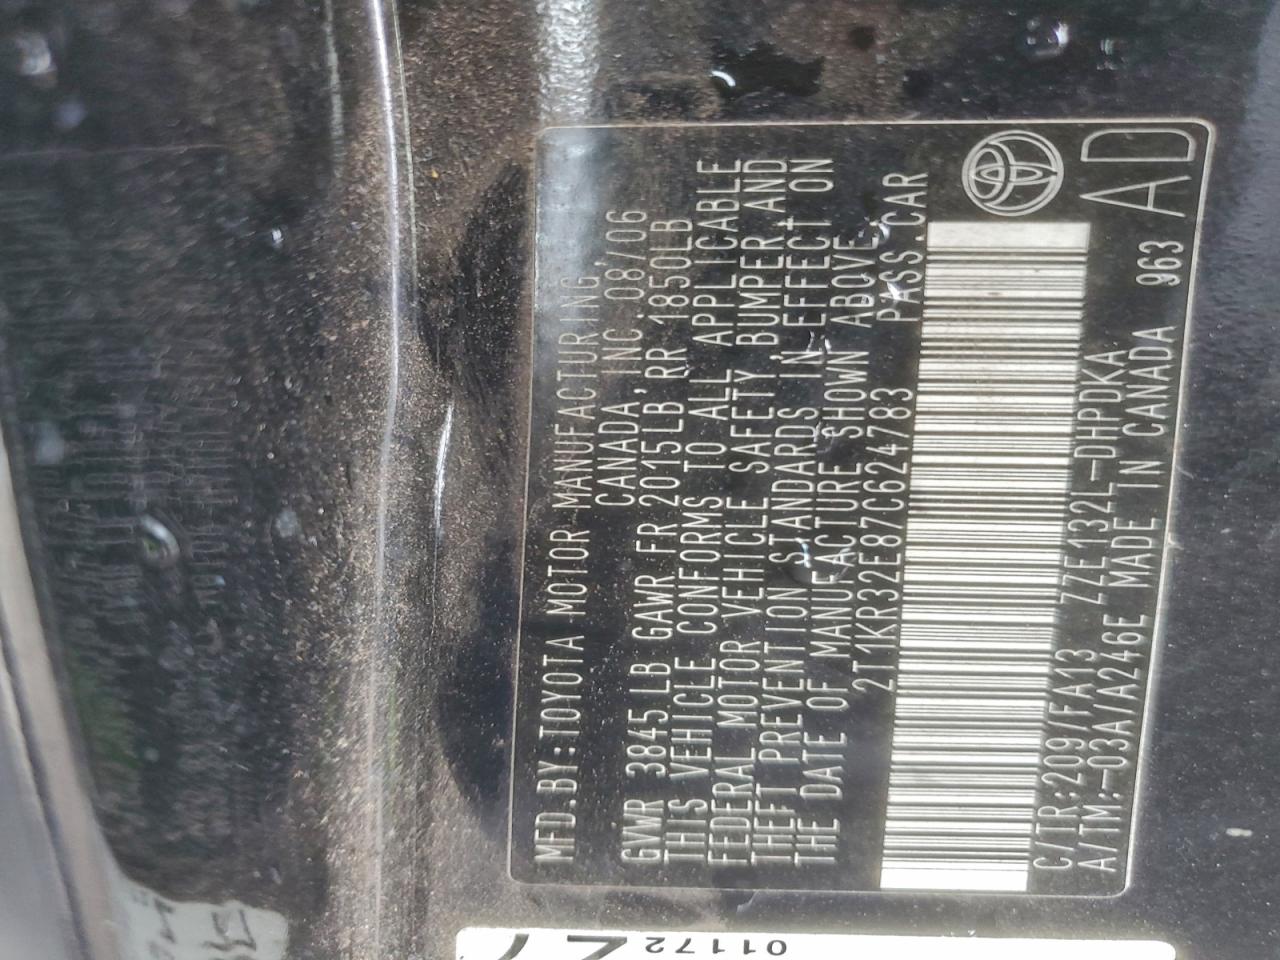 MFD.BY:TOYOTA MOTOR MANUFACTURING,
CANADA, INC. 08/06
GVWR 3845LB GAWR FR 2015LB RR 1850LB
THIS VEHICLE CONFORMS TO ALL APPLICABLE
FEDERAL MOTOR VEHICLE SAFETY, BUMPER, AND
THEFT PREVENTION STANDARDS IN EFFECT ON
THE DATE OF MANUFACTURE SHOWN ABOVE.
2T1KR32E87C624783 PASS.CAR
C/TR:209/FA13 ZZE132L-DHPDKA
A/TM:-03A/A246E MADE IN CANADA 963
AD
01172